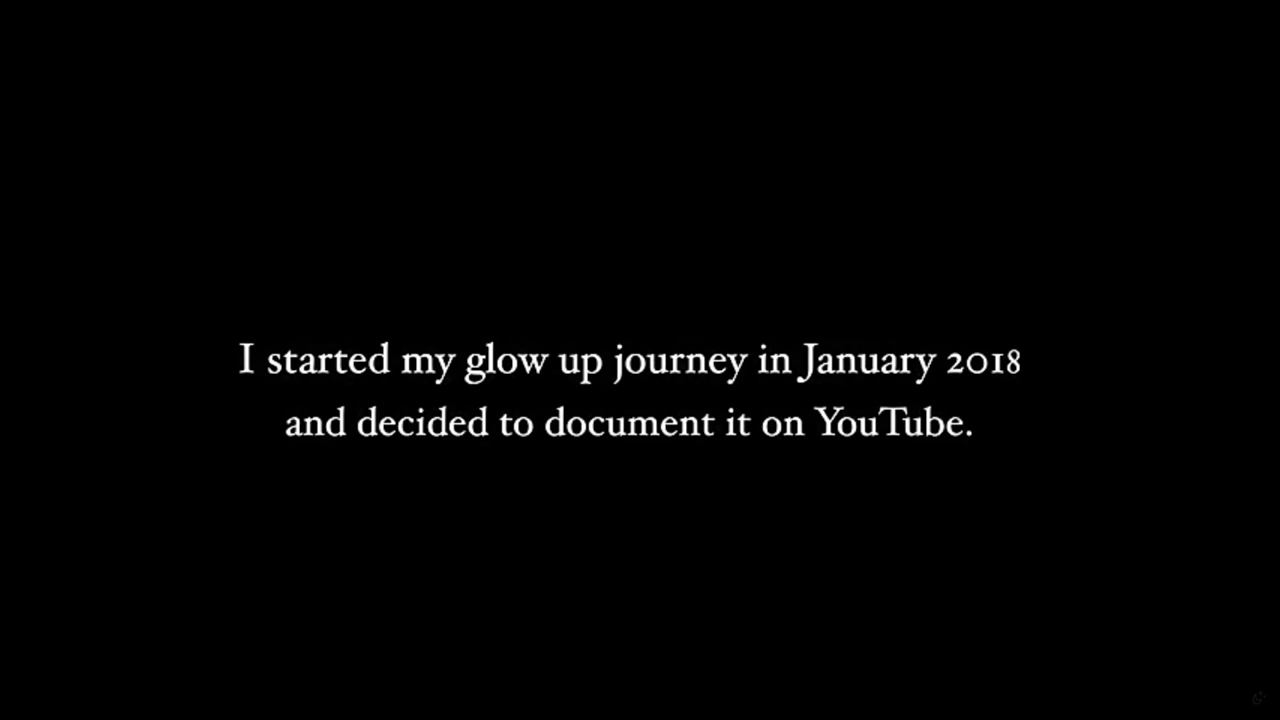 I started my glow up journey in January 2018
and decided to document it on YouTube.